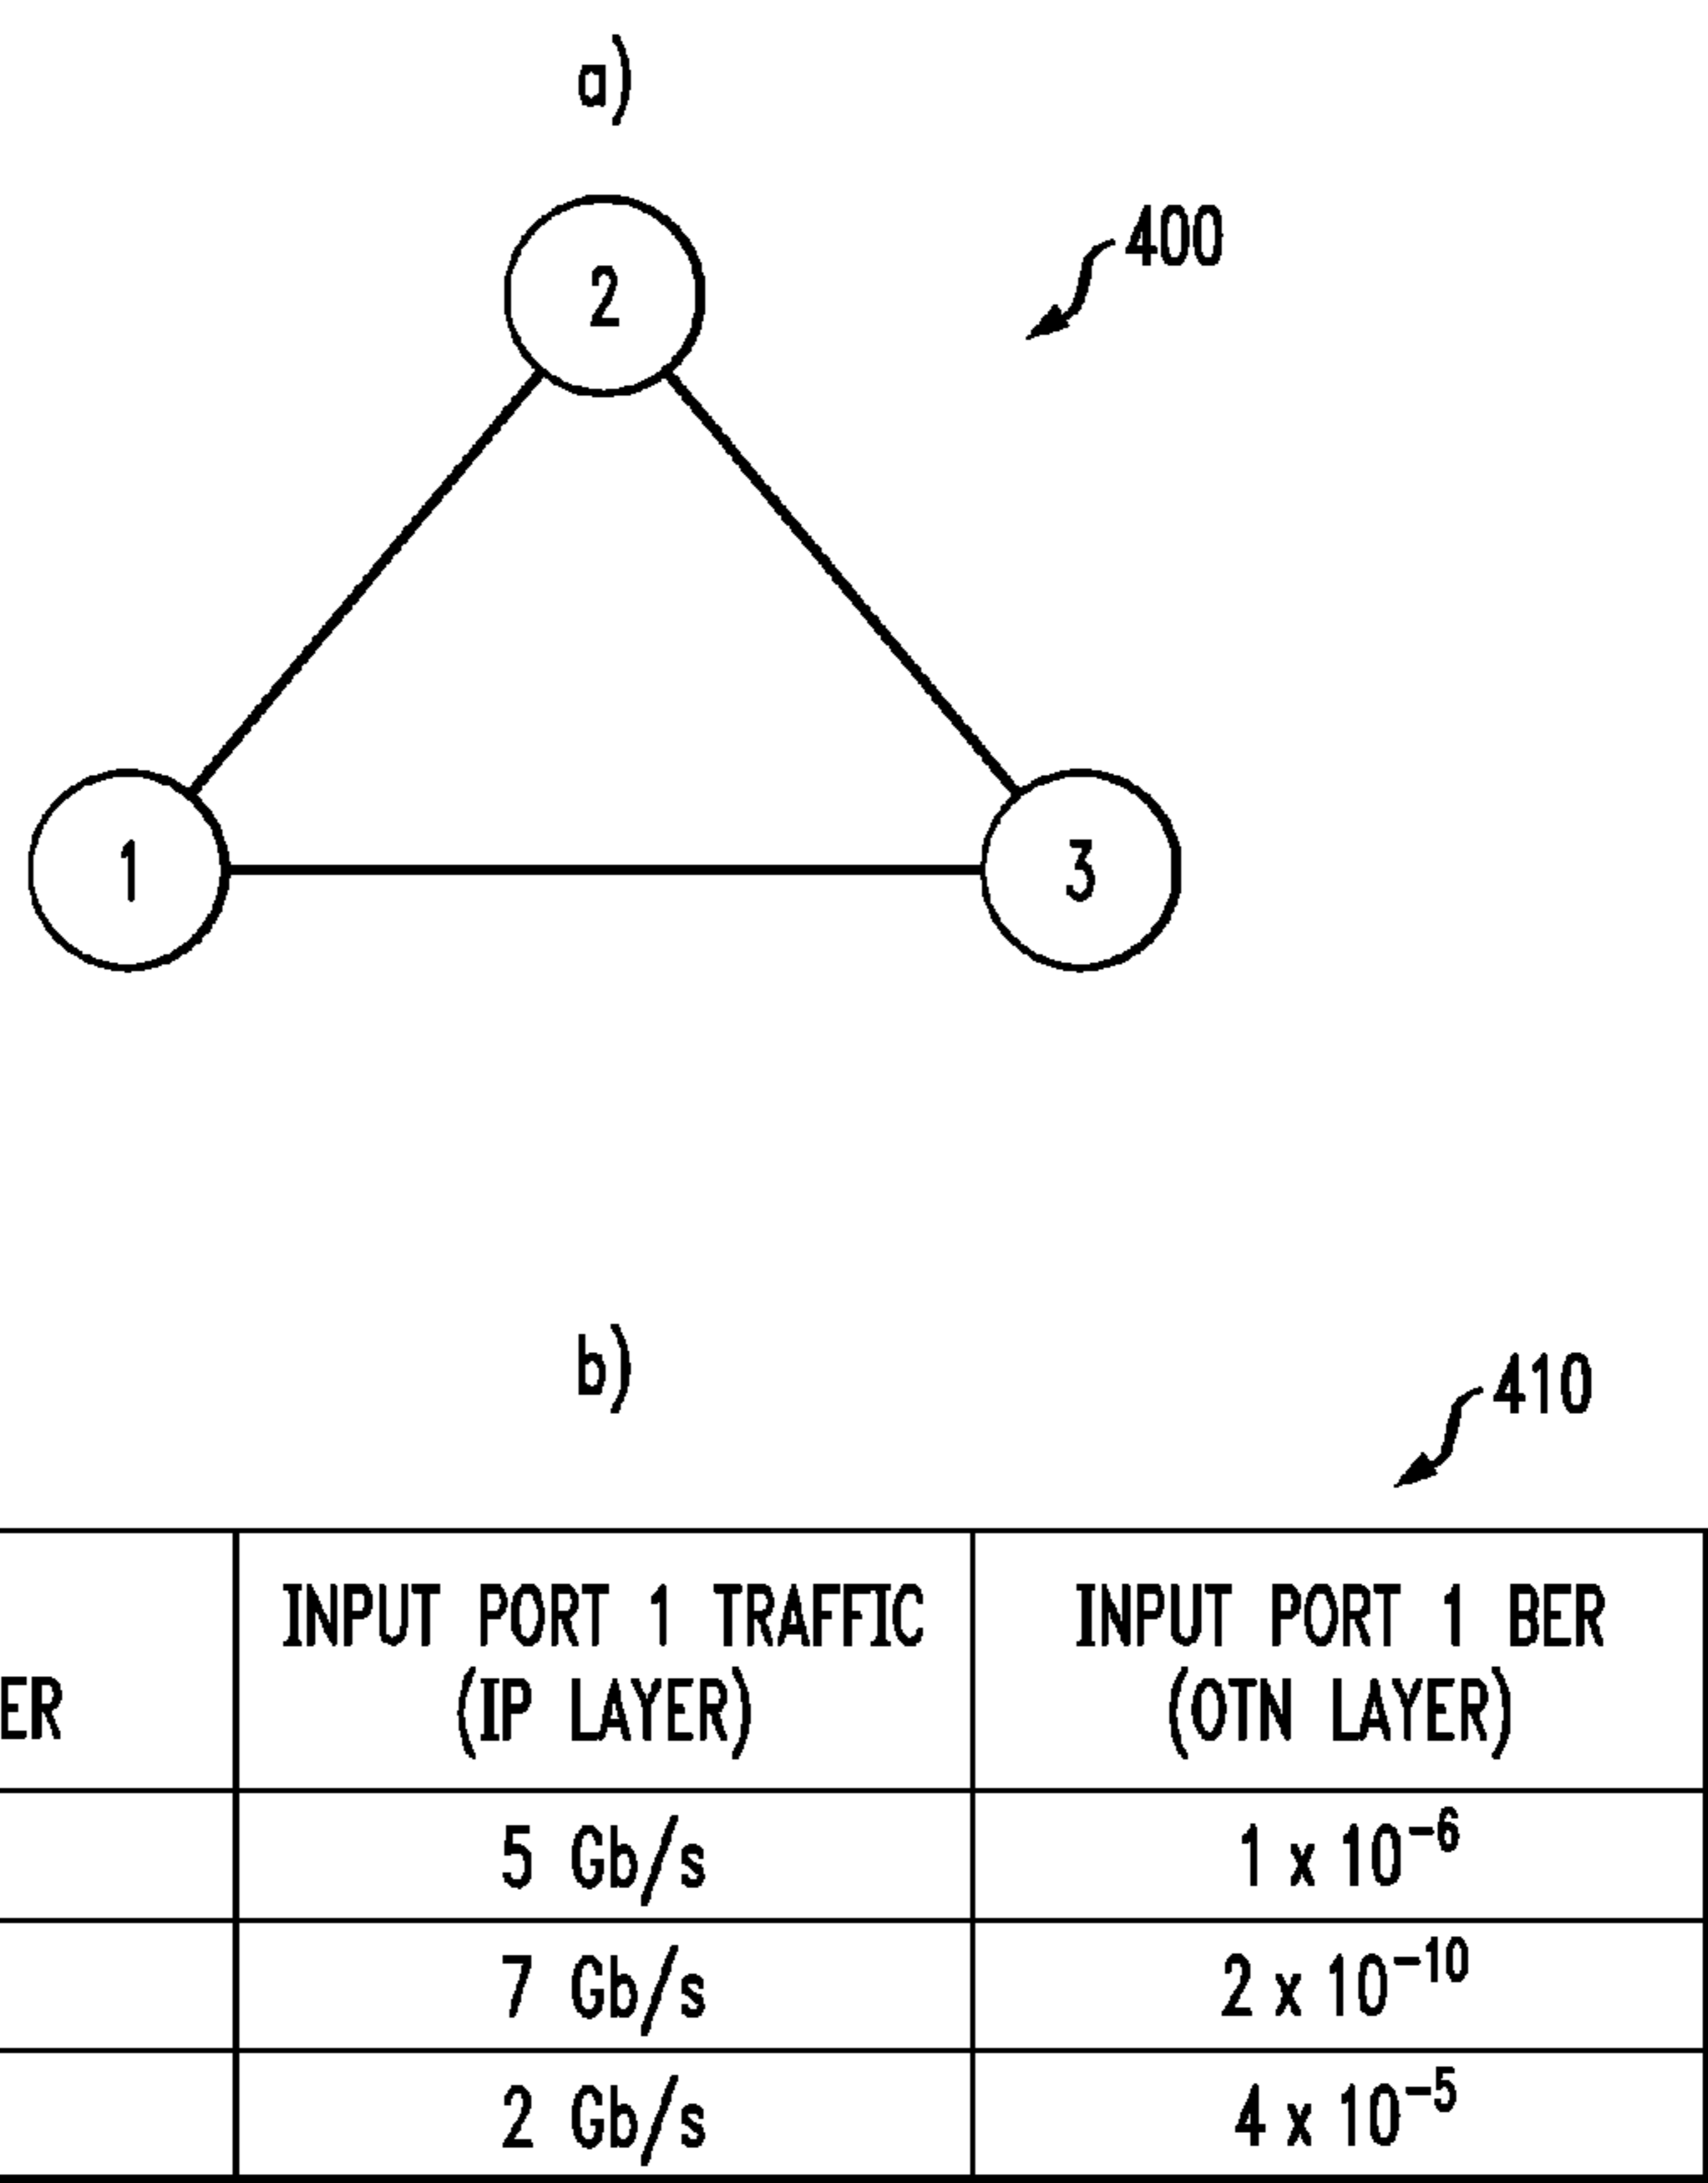 a)
400
2
1
3
b)
410
INPUT PORT 1 TRAFFIC
(IP LAYER)
INPUT PORT 1 BER
(OTN LAYER)
ER
5 Gb/s
1 x 10⁻⁶
7 Gb/s
2 x 10⁻¹⁰
2 Gb/s
4 x 10⁻⁵